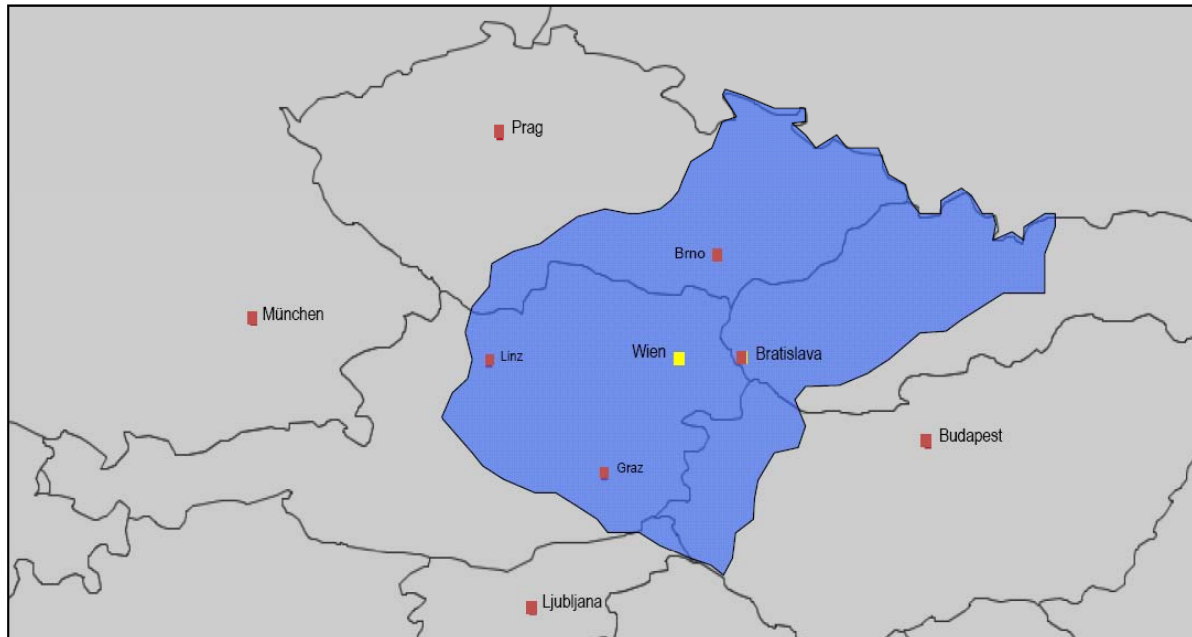 Prag
Brno
München
Linz
Wien
Bratislava
Budapest
Graz
Ljubljana